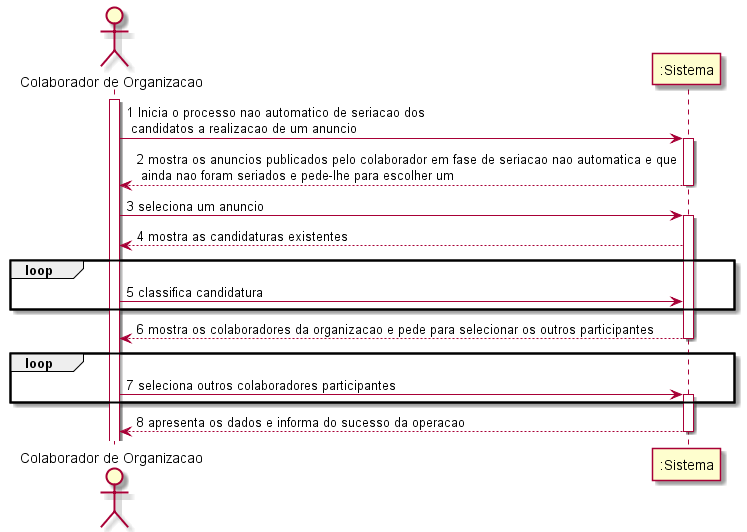 Colaborador de Organizacao
:Sistema
1 Inicia o processo nao automatico de seriacao dos
candidatos a realizacao de um anuncio
2 mostra os anuncios publicados pelo colaborador em fase de seriacao nao automatica e que
ainda nao foram seriados e pede-lhe para escolher um
3 seleciona um anuncio
4 mostra as candidaturas existentes
loop
5 classifica candidatura
6 mostra os colaboradores da organizacao e pede para selecionar os outros participantes
loop
7 seleciona outros colaboradores participantes
8 apresenta os dados e informa do sucesso da operacao
Colaborador de Organizacao
:Sistema